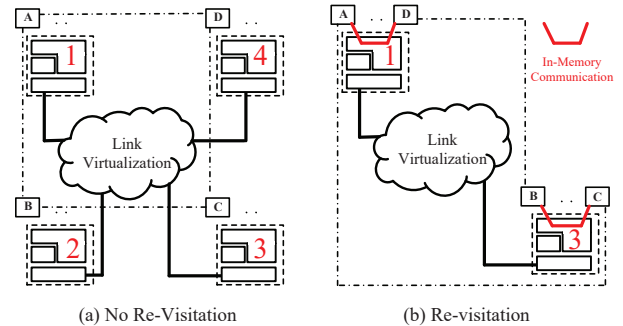 A . .
D . .
1
4
Link
Virtualization
B . .
C . .
2
3
(a) No Re-Visitation
A . . D . .
1
In-Memory
Communication
Link
Virtualization
B . . C
3
(b) Re-visitation